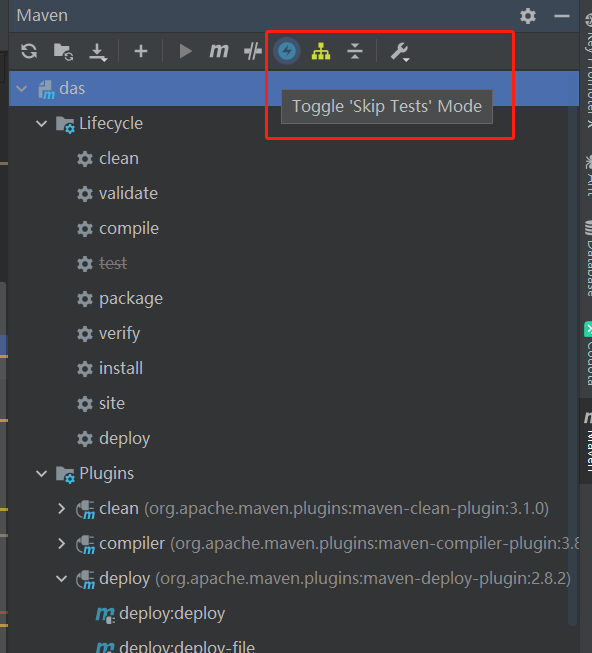 Maven
Toggle 'Skip Tests' Mode
das
Lifecycle
clean
validate
compile
test
package
verify
install
site
deploy
Plugins
clean (org.apache.maven.plugins:maven-clean-plugin:3.1.0)
compiler (org.apache.maven.plugins:maven-compiler-plugin:3.8
deploy (org.apache.maven.plugins:maven-deploy-plugin:2.8.2)
deploy:deploy
deploy:deploy-file
Key Promoter X
Ant
Database
Codota
Maven